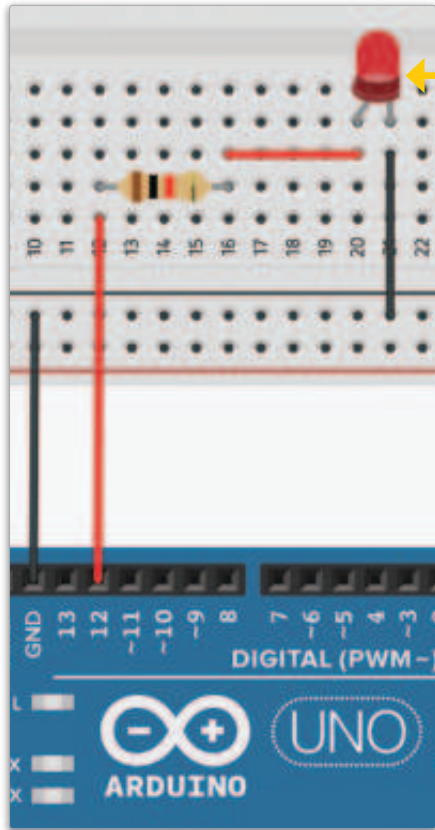 10 11 12 13 14 15 16 17 18 19 20 21 22
GND 13 12 ~11 ~10 ~9 8 7 ~6 ~5 4 ~3
DIGITAL (PWM~)
L
X
X
UNO
ARDUINO